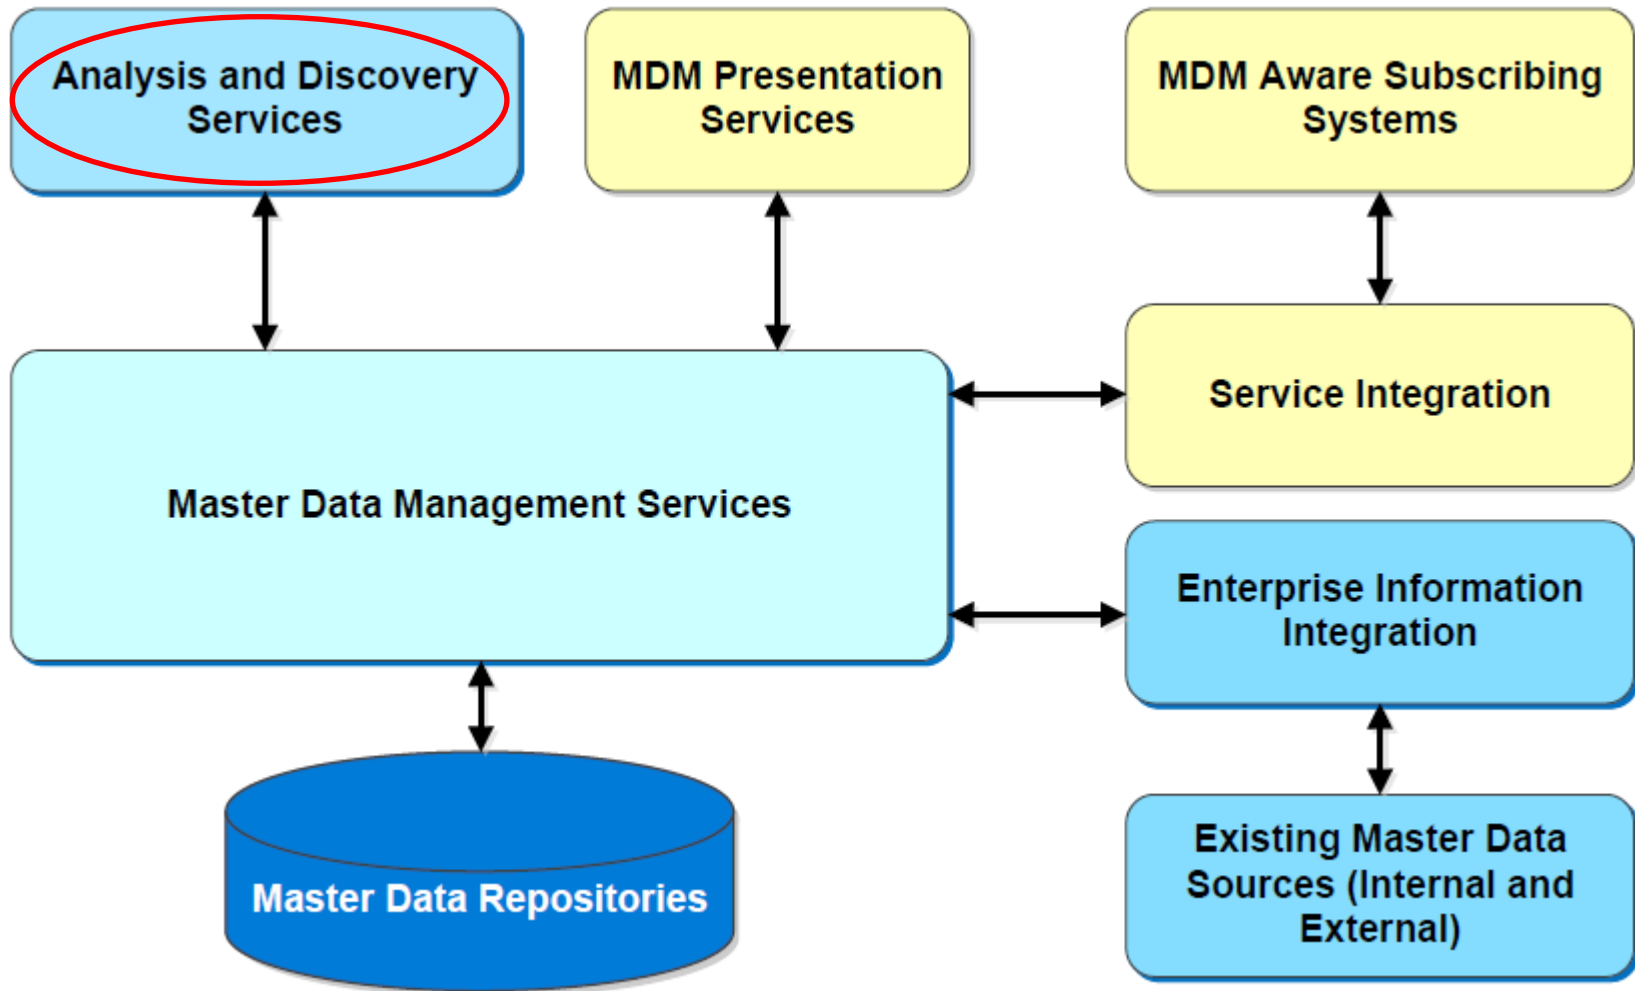 Analysis and Discovery
Services
MDM Presentation
Services
MDM Aware Subscribing
Systems
Service Integration
Master Data Management Services
Enterprise Information
Integration
Master Data Repositories
Existing Master Data
Sources (Internal and
External)